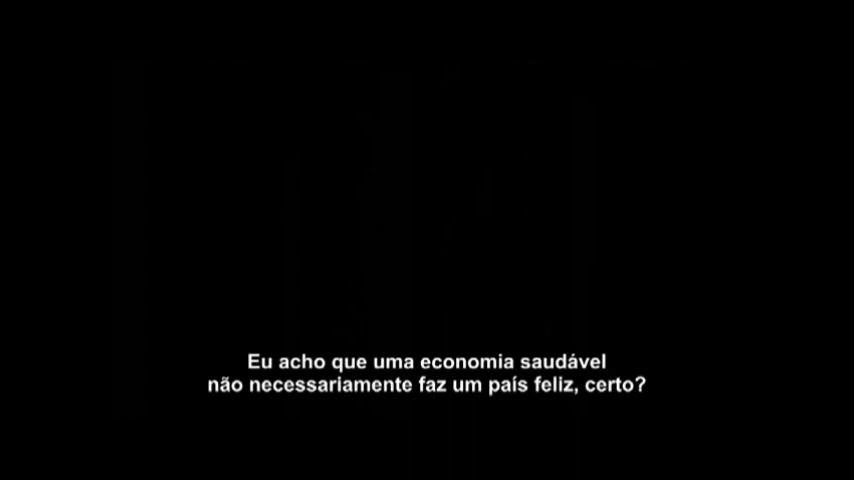 Eu acho que uma economia saudável
não necessariamente faz um país feliz, certo?